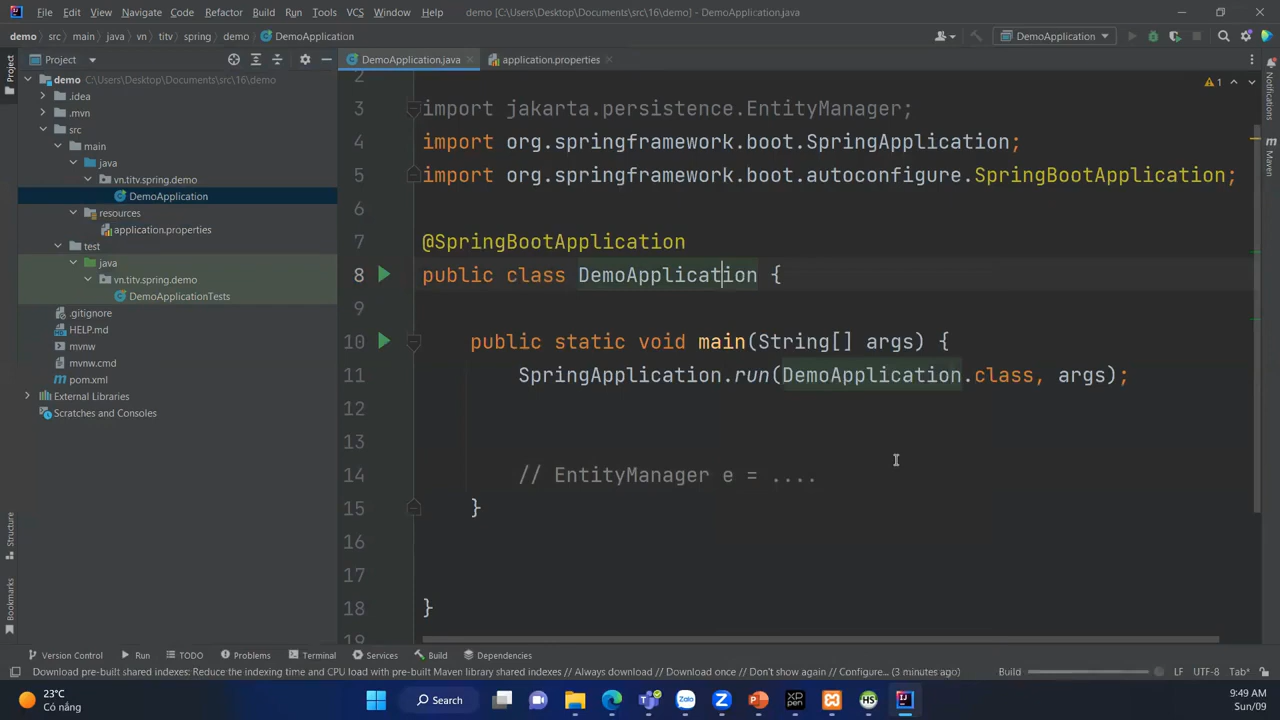 File Edit View Navigate Code Refactor Build Run Tools VCS Window Help demo [C:\Users\Desktop\Documents\src\16\demo] - DemoApplication.java
demo src main java vn titv spring demo DemoApplication
DemoApplication
Project
DemoApplication.java
application.properties
demo C:\Users\Desktop\Documents\src\16\demo
.idea
.mvn
src
main
java
vn.titv.spring.demo
DemoApplication
resources
application.properties
test
java
vn.titv.spring.demo
DemoApplicationTests
.gitignore
HELP.md
mvnw
mvnw.cmd
pom.xml
External Libraries
Scratches and Consoles
Project
Structure
Bookmarks
1
2
3 import jakarta.persistence.EntityManager;
4 import org.springframework.boot.SpringApplication;
5 import org.springframework.boot.autoconfigure.SpringBootApplication;
6
7 @SpringBootApplication
8 public class DemoApplication {
9
10 public static void main(String[] args) {
11 SpringApplication.run(DemoApplication.class, args);
12
13
14 // EntityManager e = ....
15 }
16
17
18 }
19
Notifications
Maven
Version Control Run TODO Problems Terminal Services Build Dependencies
Download pre-built shared indexes: Reduce the indexing time and CPU load with pre-built Maven library shared indexes // Always download // Download once // Don't show again // Configure... (3 minutes ago) Build LF UTF-8 Tab*
23°C
Có nắng
Search
9:49 AM
Sun/09